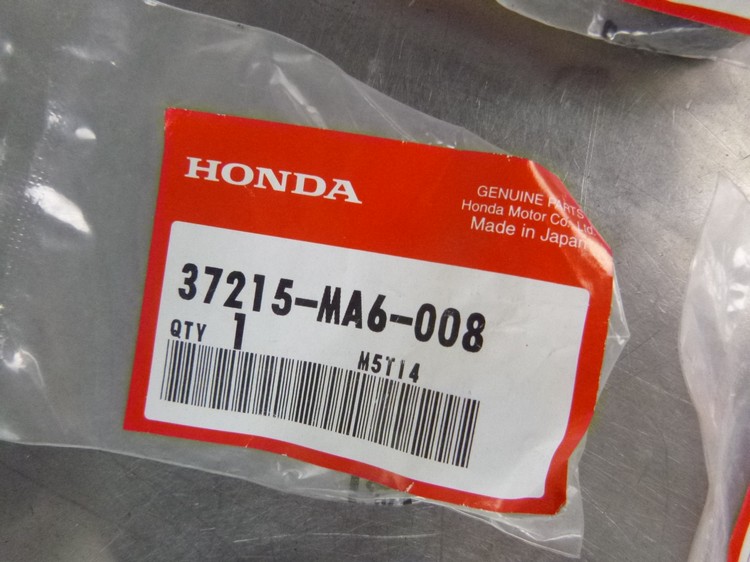 HONDA
GENUINE PARTS
Honda Motor Co., Ltd.
Made in Japan
37215-MA6-008
QTY 1
M5T14